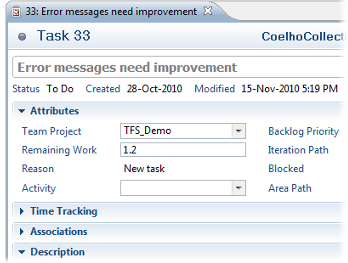 33: Error messages need improvement
Task 33 CoelhoCollecti
Error messages need improvement
Status To Do Created 28-Oct-2010 Modified 15-Nov-2010 5:19 PM
Attributes
Team Project TFS_Demo Backlog Priority
Remaining Work 1.2 Iteration Path
Reason New task Blocked
Activity Area Path
Time Tracking
Associations
Description